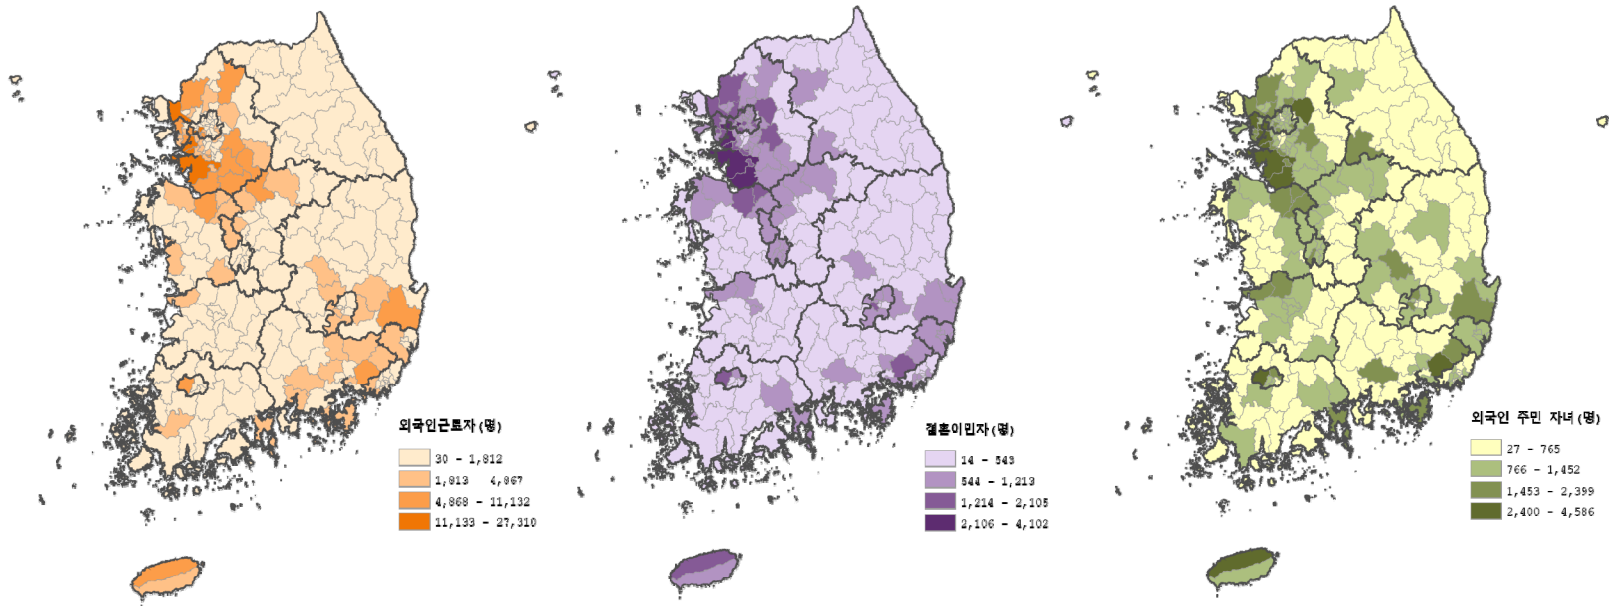 외국인근로자(명)
30 - 1,812
1,813 4,867
4,868 - 11,132
11,133 - 27,310
결혼이민자(명)
14 - 543
544 - 1,213
1,214 - 2,105
2,106 - 4,102
외국인 주민 자녀(명)
27 - 765
766 - 1,452
1,453 - 2,399
2,400 - 4,586